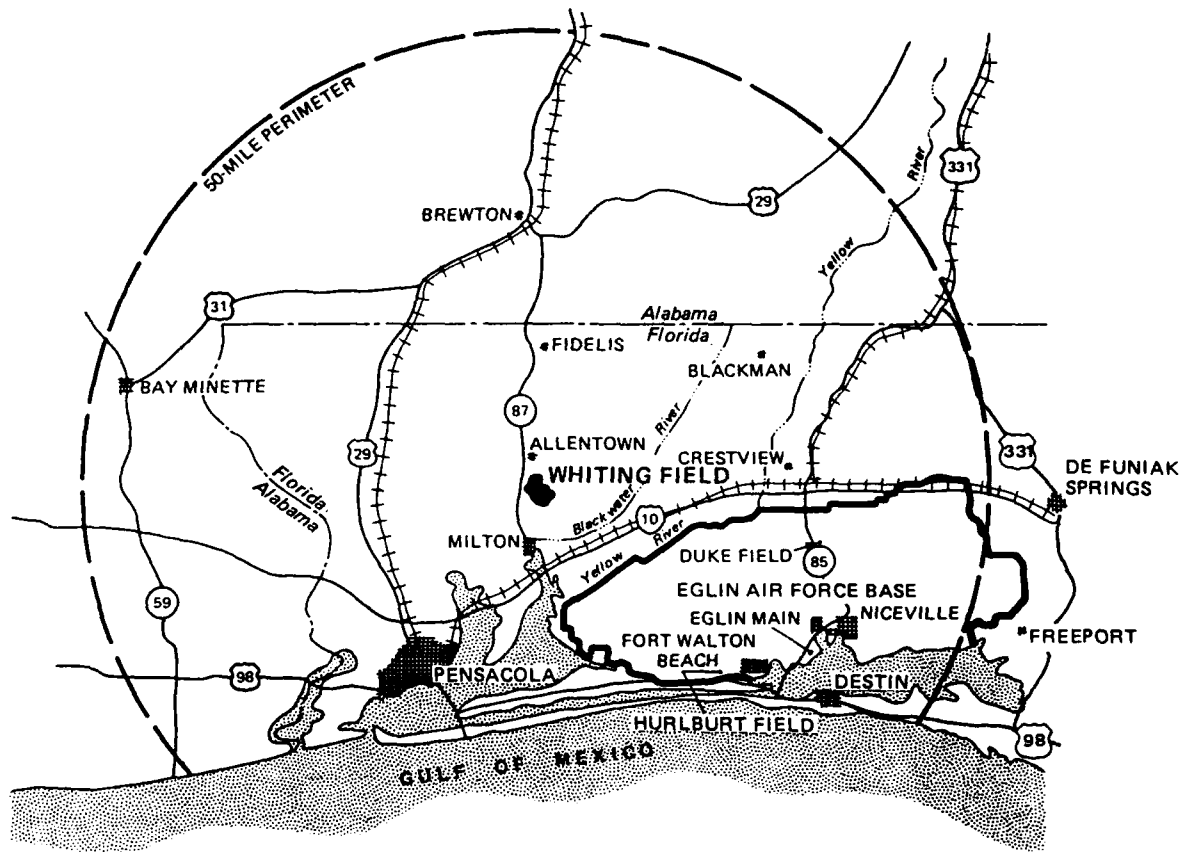 50-MILE PERIMETER
331
River
29
BREWTON
Yellow
31
Alabama
Florida
FIDELIS
BLACKMAN
BAY MINETTE
87
River
29
ALLENTOWN
CRESTVIEW
331
WHITING FIELD
DE FUNIAK
SPRINGS
Florida
Alabama
Blackwater
10
River
MILTON
Yellow
DUKE FIELD
85
EGLIN AIR FORCE BASE
59
EGLIN MAIN
NICEVILLE
FORT WALTON
BEACH
FREEPORT
98
PENSACOLA
DESTIN
HURLBURT FIELD
98
GULF OF MEXICO